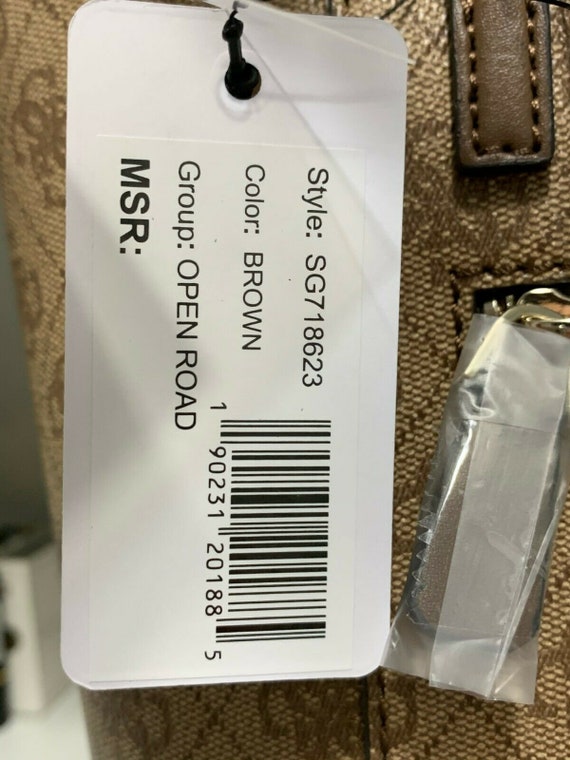 Style: SG718623
Color: BROWN
Group: OPEN ROAD
MSR:
1 90231 20188 5